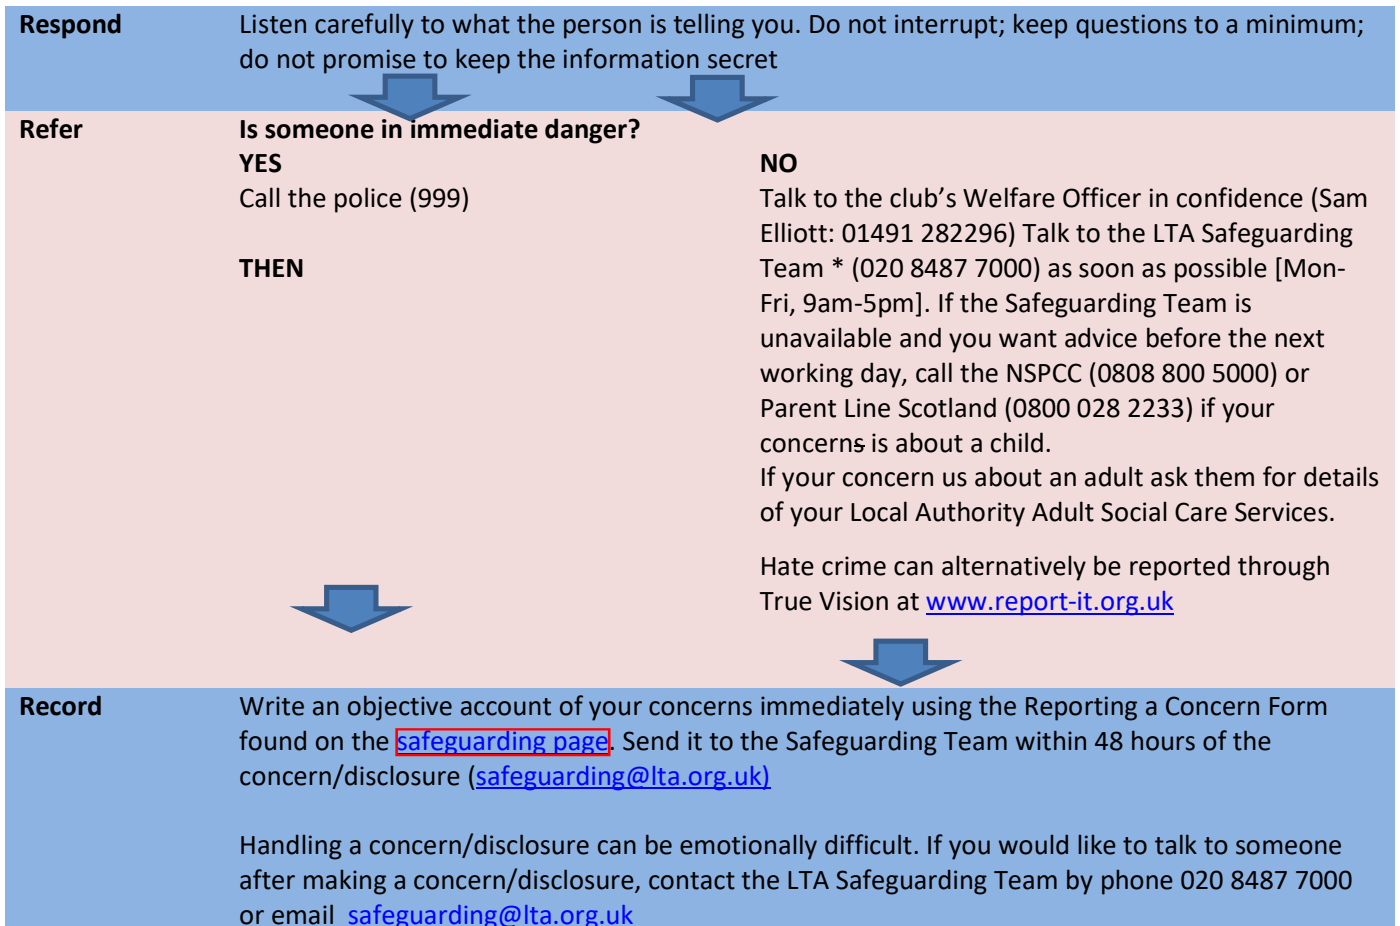 Respond
Listen carefully to what the person is telling you. Do not interrupt; keep questions to a minimum;
do not promise to keep the information secret
Refer
Is someone in immediate danger?
YES
Call the police (999)
THEN
NO
Talk to the club’s Welfare Officer in confidence (Sam
Elliott: 01491 282296) Talk to the LTA Safeguarding
Team * (020 8487 7000) as soon as possible [Mon-
Fri, 9am-5pm]. If the Safeguarding Team is
unavailable and you want advice before the next
working day, call the NSPCC (0808 800 5000) or
Parent Line Scotland (0800 028 2233) if your
concerns is about a child.
If your concern us about an adult ask them for details
of your Local Authority Adult Social Care Services.
Hate crime can alternatively be reported through
True Vision at www.report-it.org.uk
Record
Write an objective account of your concerns immediately using the Reporting a Concern Form
found on the safeguarding page. Send it to the Safeguarding Team within 48 hours of the
concern/disclosure (safeguarding@lta.org.uk)
Handling a concern/disclosure can be emotionally difficult. If you would like to talk to someone
after making a concern/disclosure, contact the LTA Safeguarding Team by phone 020 8487 7000
or email safeguarding@lta.org.uk